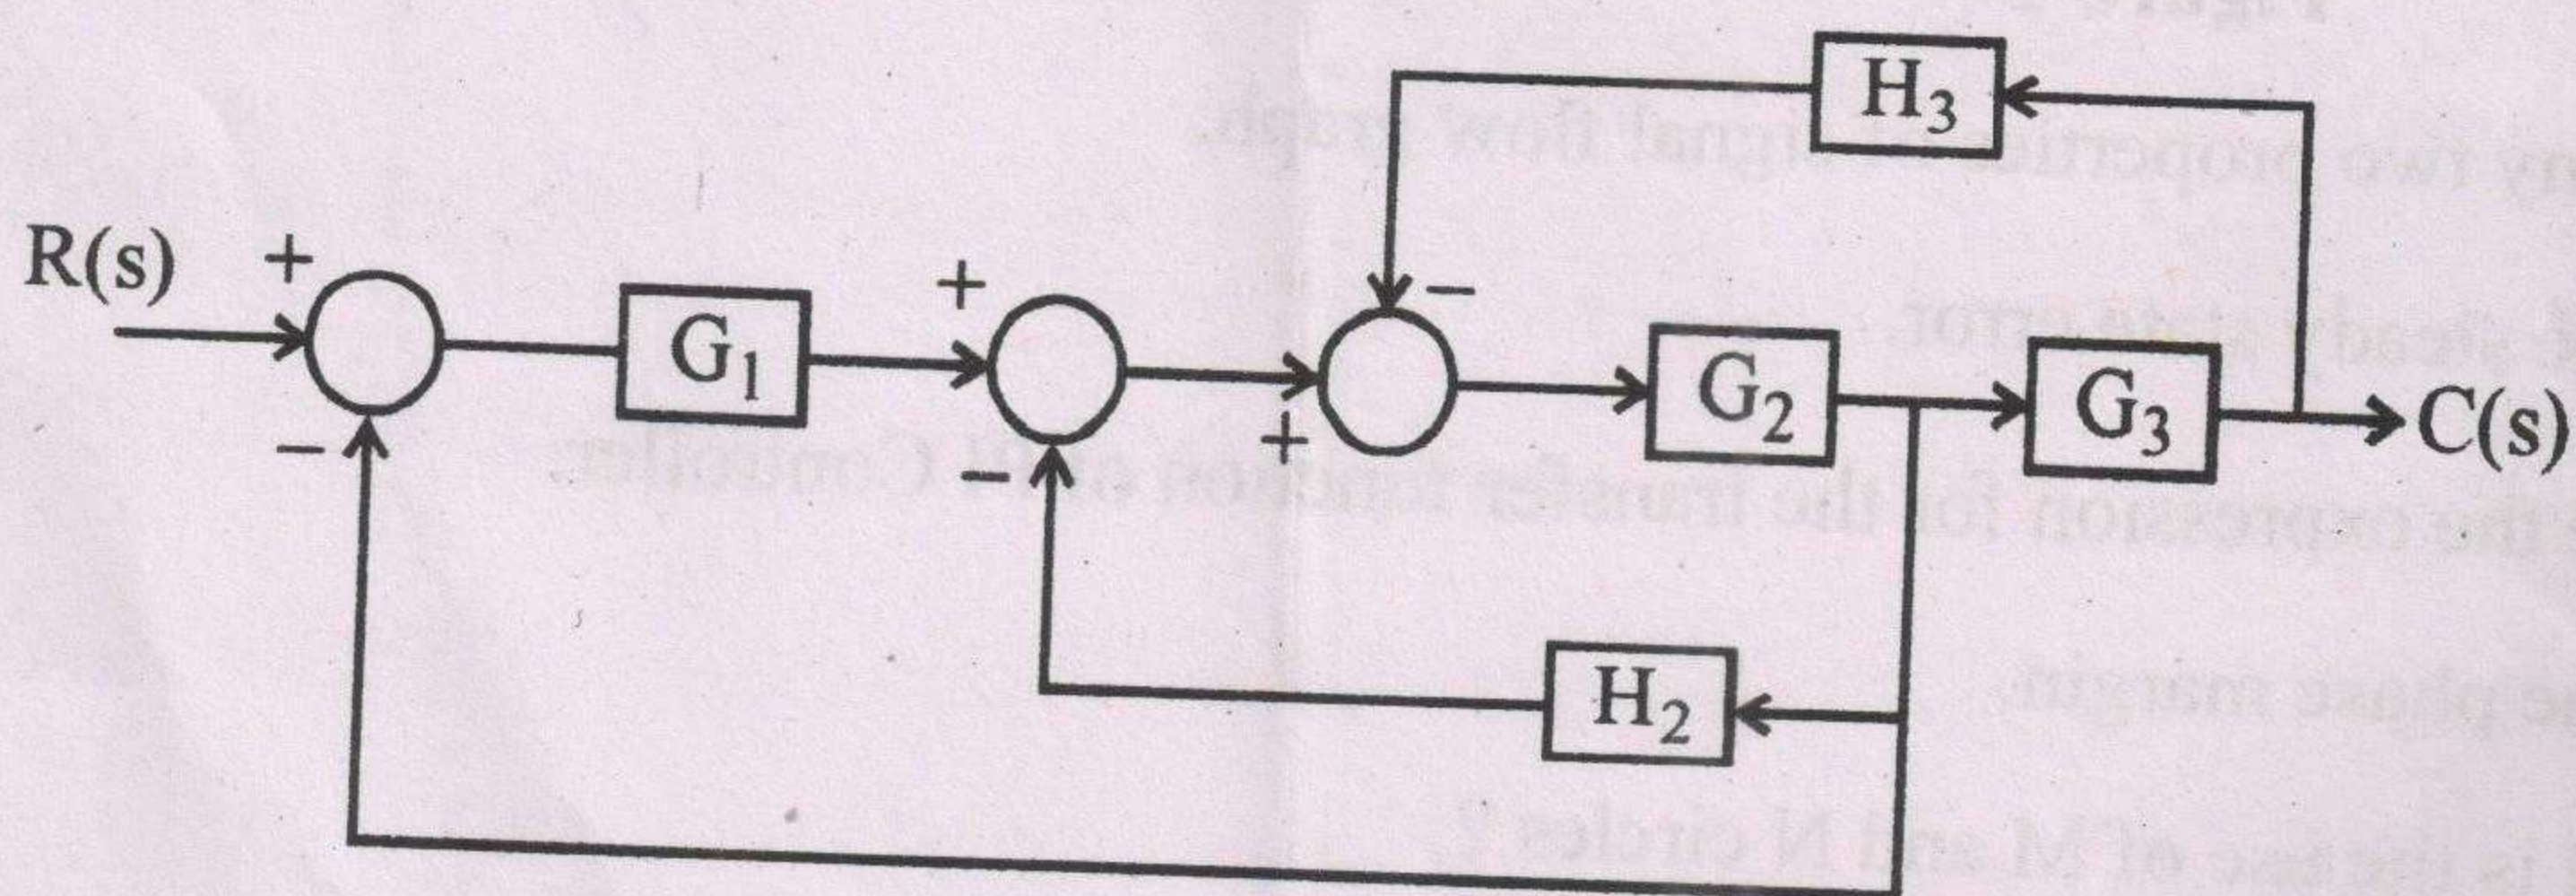 H₃
R(s)
+
G₁
+
−
G₂
G₃
C(s)
−
−
+
H₂